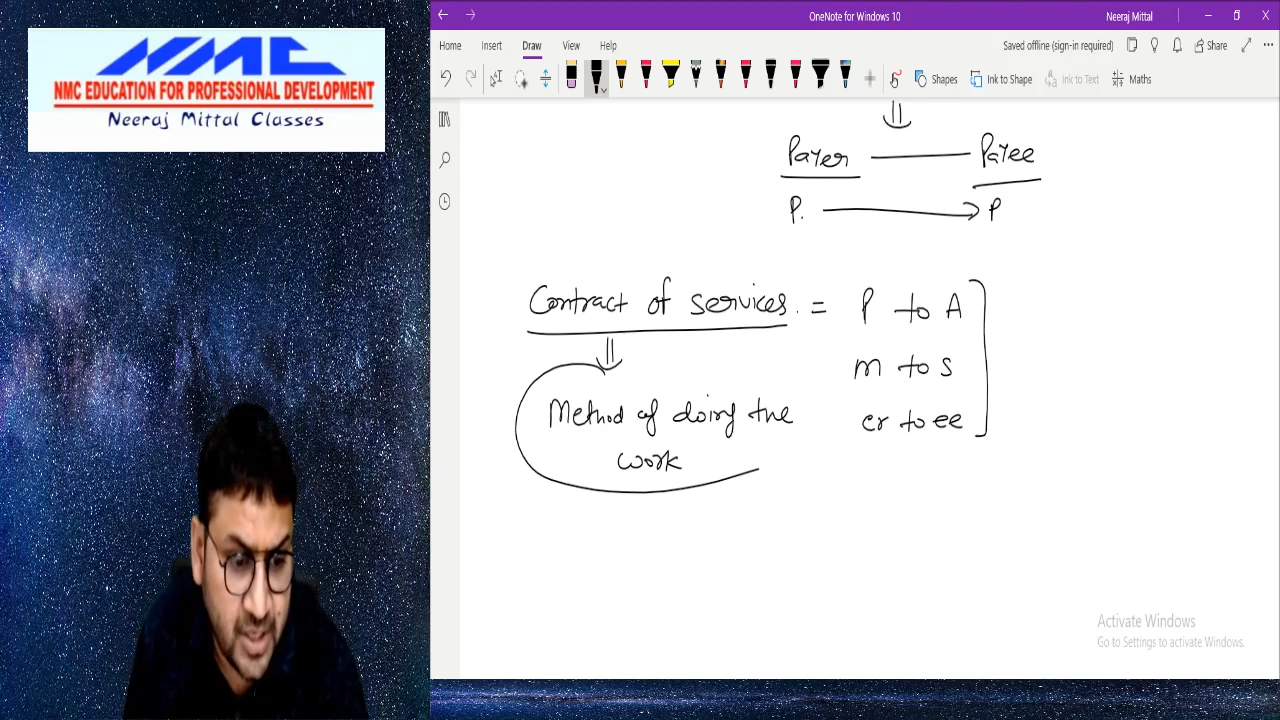 NMC
NMC EDUCATION FOR PROFESSIONAL DEVELOPMENT
Neeraj Mittal Classes
OneNote for Windows 10
Neeraj Mittal
Home Insert Draw View Help
Saved offline (sign-in required)
Share
Shapes
Ink to Shape
Ink to Text
Maths
Payer Payee
P. P
Contract of services. = P to A
m to s
er to ee
Method of doing the
work
Activate Windows
Go to Settings to activate Windows.